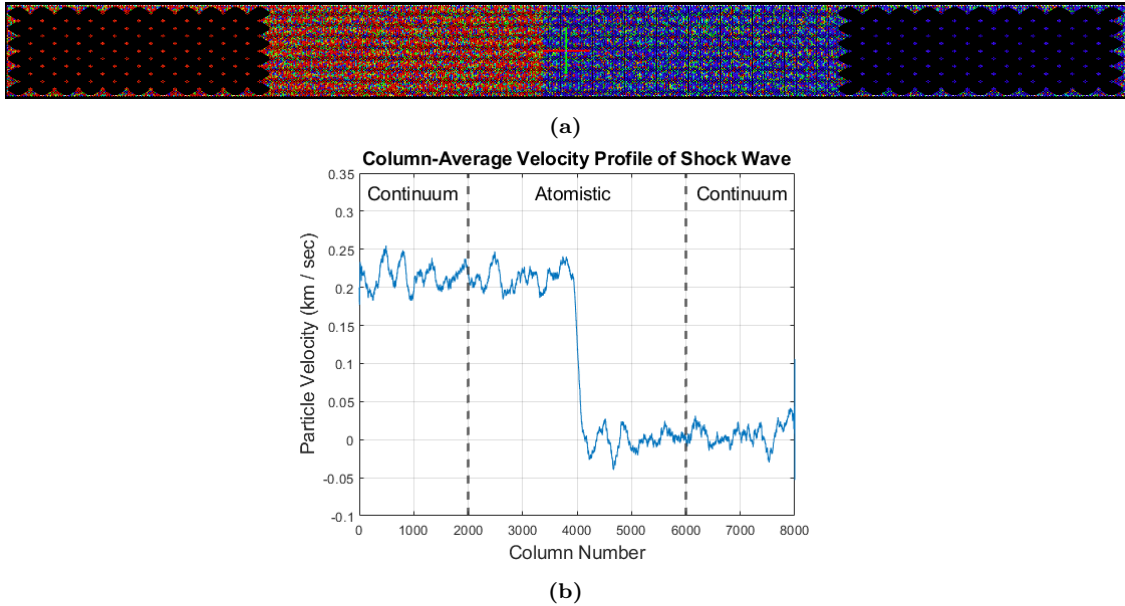 (a)
Column-Average Velocity Profile of Shock Wave
Continuum Atomistic Continuum
0.35
0.3
0.25
0.2
0.15
0.1
0.05
0
-0.05
-0.1
Particle Velocity (km / sec)
0 1000 2000 3000 4000 5000 6000 7000 8000
Column Number
(b)